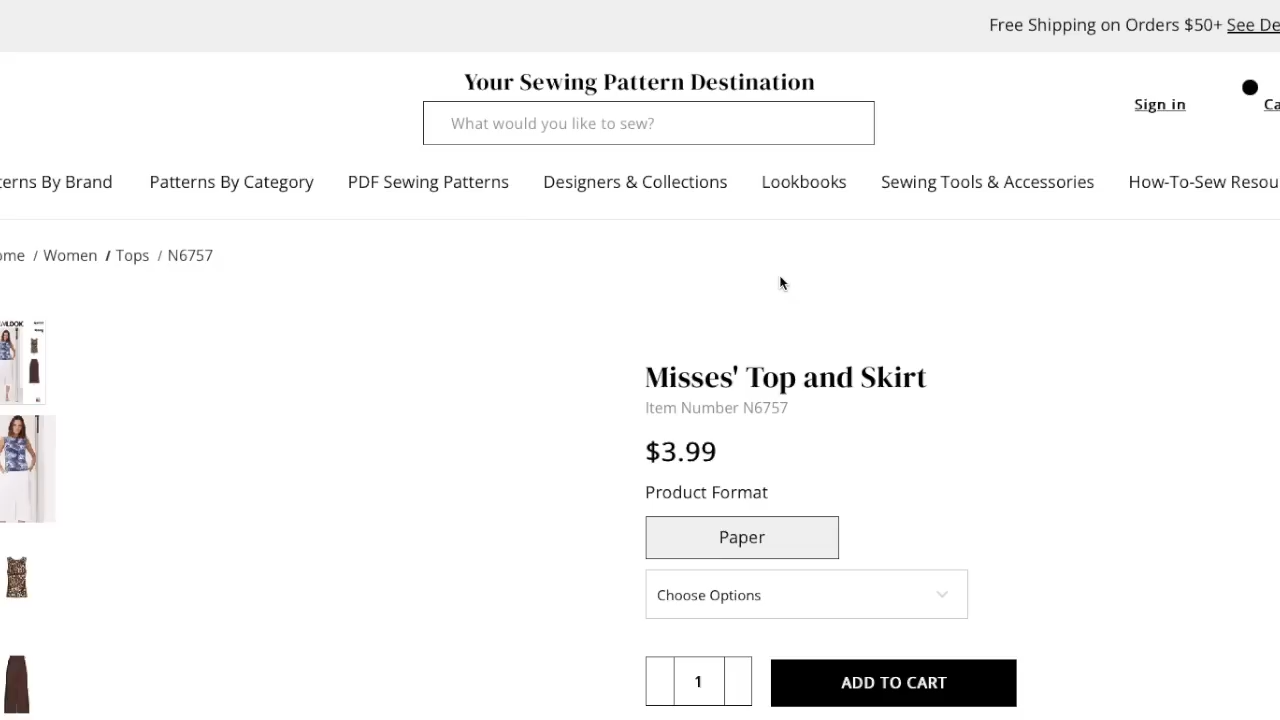 Free Shipping on Orders $50+ See De
Your Sewing Pattern Destination
What would you like to sew?
Sign in
Ca
terns By Brand
Patterns By Category
PDF Sewing Patterns
Designers & Collections
Lookbooks
Sewing Tools & Accessories
How-To-Sew Resou
ome / Women / Tops / N6757
Misses' Top and Skirt
Item Number N6757
$3.99
Product Format
Paper
Choose Options
1
ADD TO CART